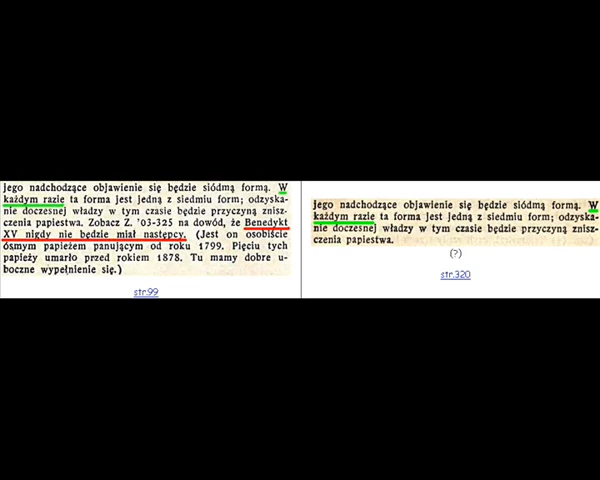 jego nadchodzące objawienie się będzie siódmą formą. W
każdym razie ta forma jest jedną z siedmiu form; odzyska-
nie doczesnej władzy w tym czasie będzie przyczyną znisz-
czenia papiestwa. Zobacz Z. '03-325 na dowód, że Benedykt
XV nigdy nie będzie miał następcy. (Jest on osobiście
ósmym papieżem panującym od roku 1799. Pięciu tych
papieży umarło przed rokiem 1878. Tu mamy dobre u-
boczne wypełnienie się.)
str.99
jego nadchodzące objawienie się będzie siódmą formą. W
każdym razie ta forma jest jedną z siedmiu form; odzyska-
nie doczesnej władzy w tym czasie będzie przyczyną znisz-
czenia papiestwa.
(?)
str.320